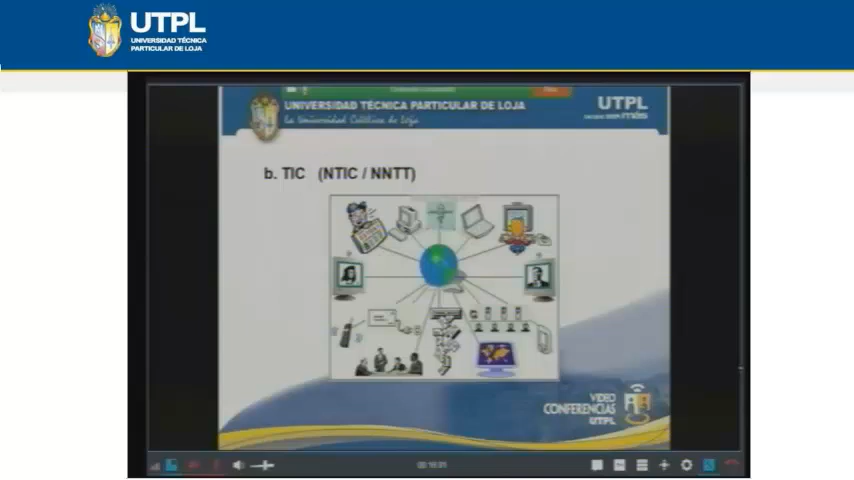 UTPL
UNIVERSIDAD TÉCNICA
PARTICULAR DE LOJA
UNIVERSIDAD TÉCNICA PARTICULAR DE LOJA
La Universidad Católica de Loja
UTPL
b. TIC (NTIC / NNTT)
VIDEO
CONFERENCIAS
UTPL